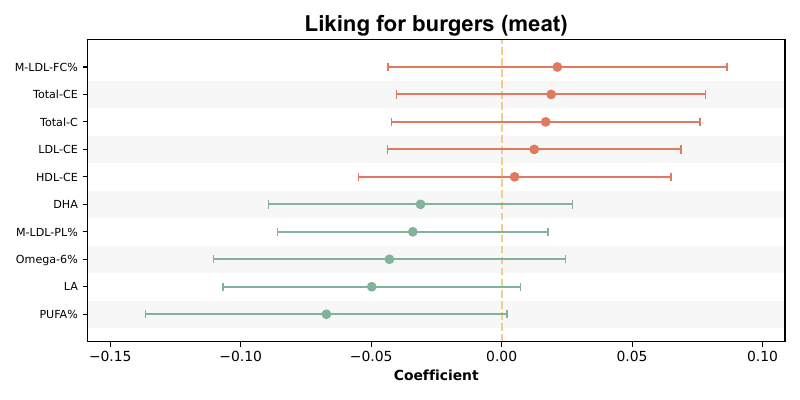 Liking for burgers (meat)
M-LDL-FC%
Total-CE
Total-C
LDL-CE
HDL-CE
DHA
M-LDL-PL%
Omega-6%
LA
PUFA%
−0.15 −0.10 −0.05 0.00 0.05 0.10
Coefficient